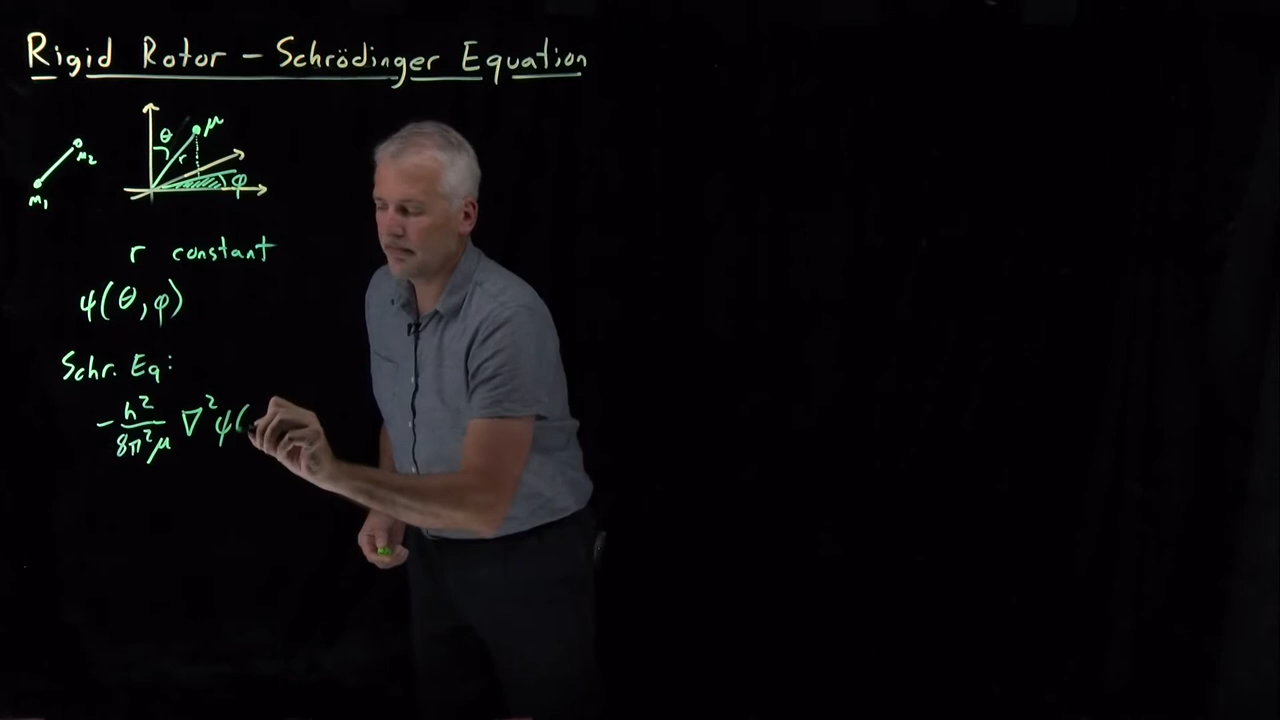 Rigid Rotor – Schrödinger Equation
θ μ
m₂ r
φ
m₁
r constant
ψ(θ,φ)
Schr. Eq:
-h²/8π²μ ∇²ψ(